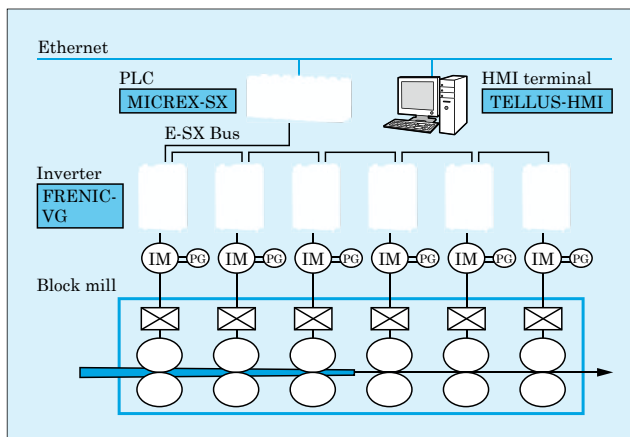 Ethernet
PLC
MICREX-SX
HMI terminal
TELLUS-HMI
E-SX Bus
Inverter
FRENIC-
VG
IM PG IM PG IM PG IM PG IM PG IM PG
Block mill